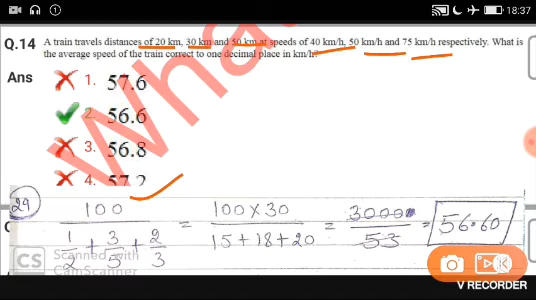 18:37
Q.14 A train travels distances of 20 km, 30 km and 50 km at speeds of 40 km/h, 50 km/h and 75 km/h respectively. What is
the average speed of the train correct to one decimal place in km/h?
Ans 1. 57.6
2. 56.6
3. 56.8
4. 57.2
29
100 / (1/2 + 3/5 + 2/3) = 100×30 / (15+18+20) = 3000 / 53 = 56.60
CS Scanned with
CamScanner
V RECORDER